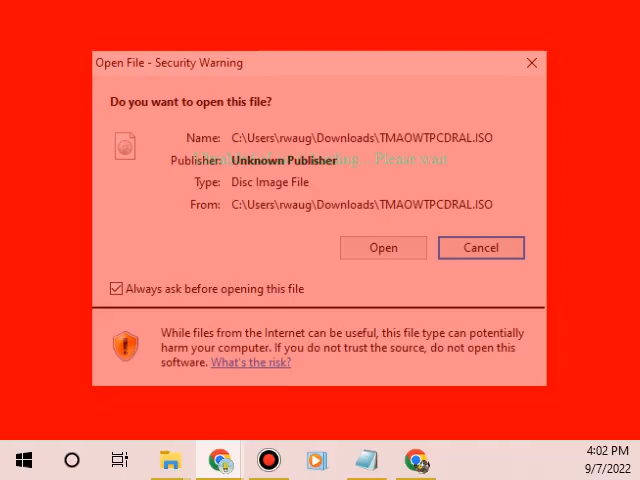 Open File - Security Warning
Do you want to open this file?
Name: C:\Users\rwaug\Downloads\TMAOWTPCDRAL.ISO
Publisher: Unknown Publisher
Please wait
Type: Disc Image File
From: C:\Users\rwaug\Downloads\TMAOWTPCDRAL.ISO
Open Cancel
Always ask before opening this file
While files from the Internet can be useful, this file type can potentially
harm your computer. If you do not trust the source, do not open this
software. What's the risk?
4:02 PM
9/7/2022